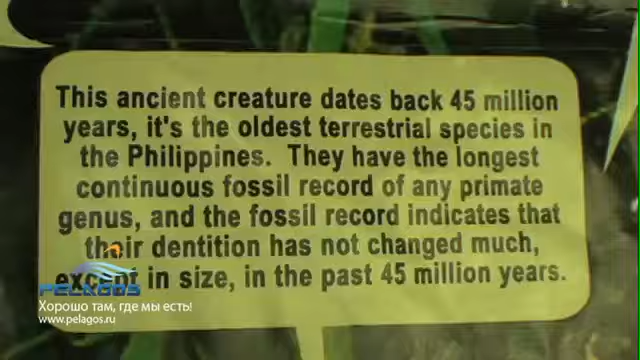 This ancient creature dates back 45 million
years, it's the oldest terrestrial species in
the Philippines. They have the longest
continuous fossil record of any primate
genus, and the fossil record indicates that
their dentition has not changed much,
except in size, in the past 45 million years.
PELAGOS
Хорошо там, где мы есть!
www.pelagos.ru